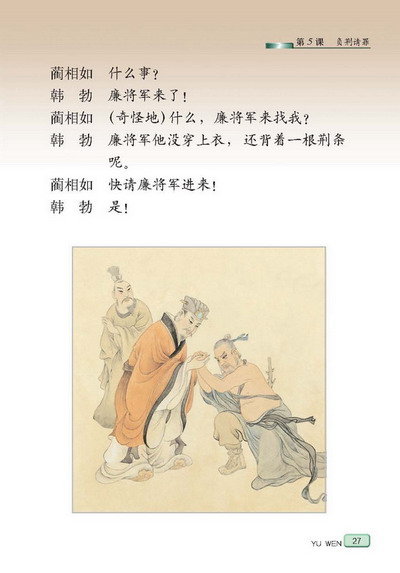 第5课 负荆请罪
蔺相如 什么事?
韩 勃 廉将军来了!
蔺相如 (奇怪地)什么,廉将军来找我?
韩 勃 廉将军他没穿上衣,还背着一根荆条
呢。
蔺相如 快请廉将军进来!
韩 勃 是!
YU WEN 27